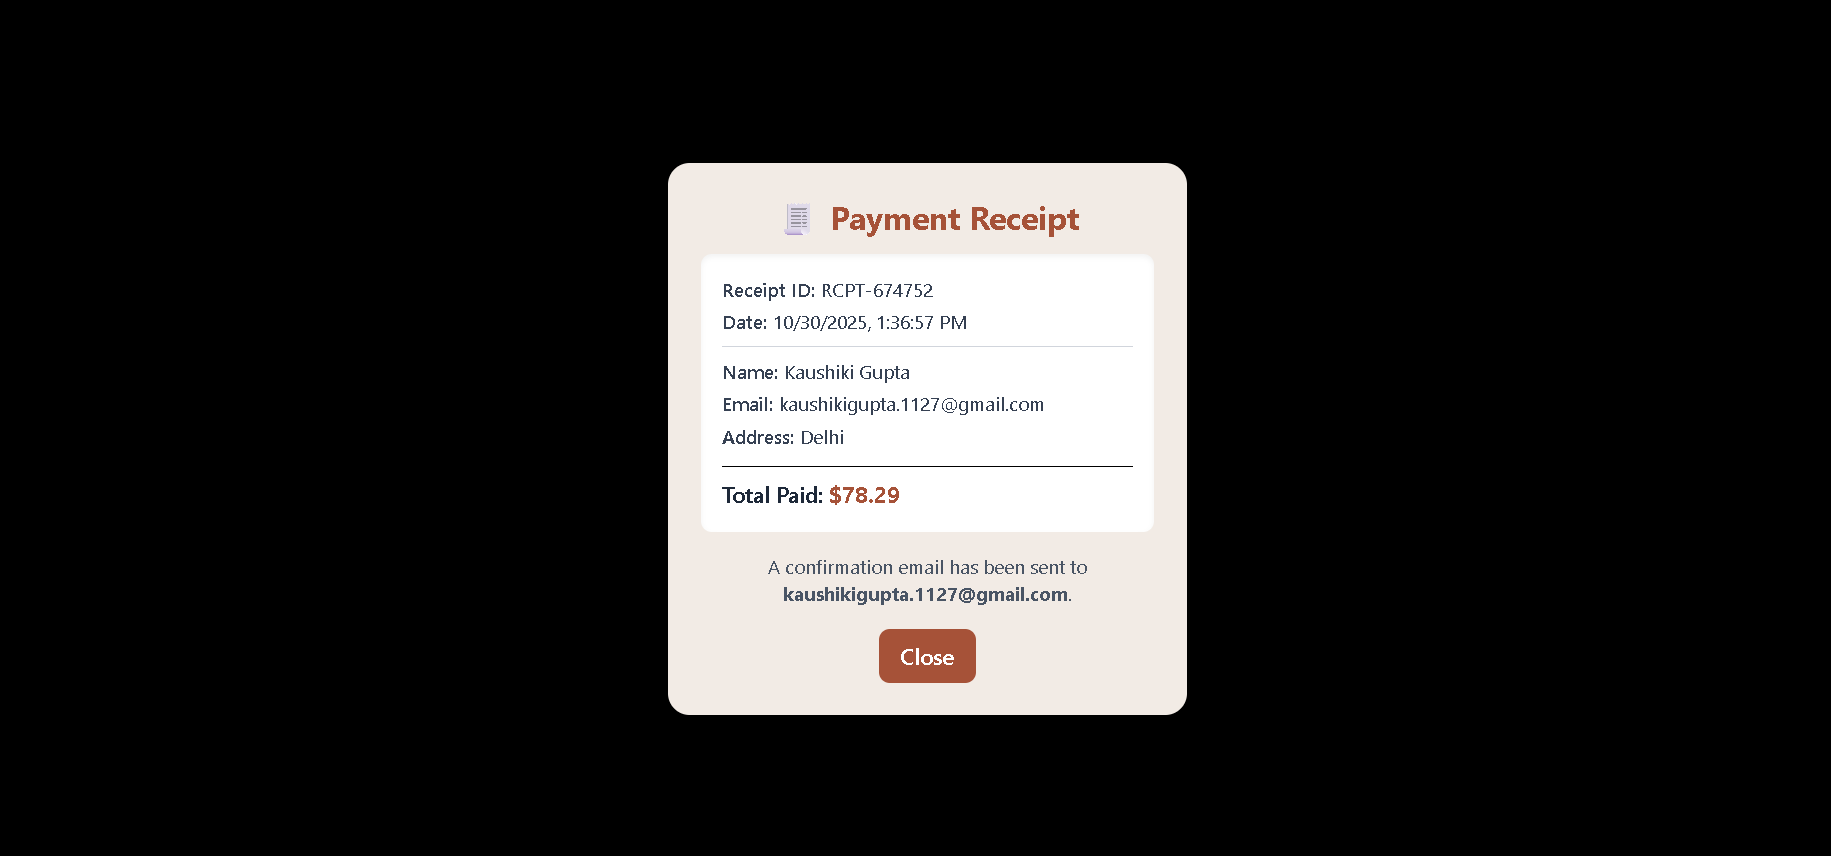 Payment Receipt
Receipt ID: RCPT-674752
Date: 10/30/2025, 1:36:57 PM
Name: Kaushiki Gupta
Email: kaushikigupta.1127@gmail.com
Address: Delhi
Total Paid: $78.29
A confirmation email has been sent to
kaushikigupta.1127@gmail.com.
Close